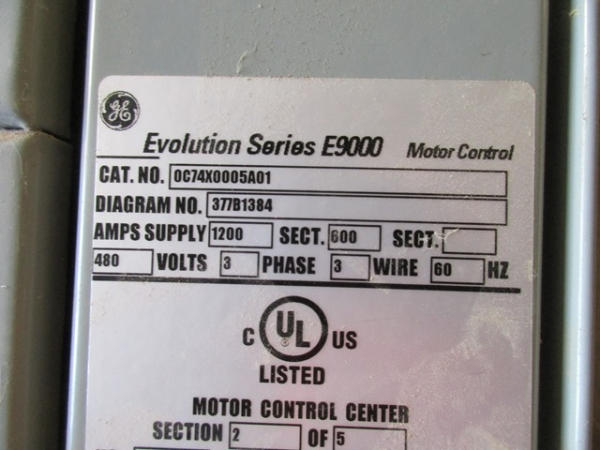 GE
Evolution Series E9000 Motor Control
CAT. NO. 0C74X0005A01
DIAGRAM NO. 377B1384
AMPS SUPPLY 1200 SECT. 600 SECT.
480 VOLTS 3 PHASE 3 WIRE 60 HZ
C UL US
LISTED
MOTOR CONTROL CENTER
SECTION 2 OF 5